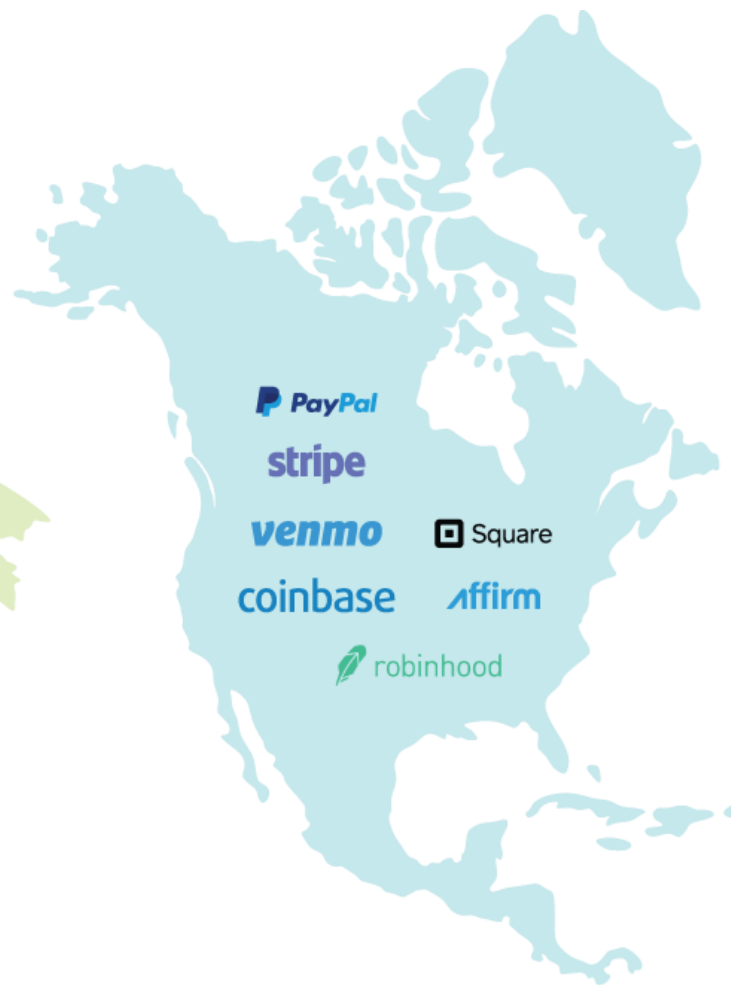 PayPal
stripe
venmo
Square
coinbase
affirm
robinhood